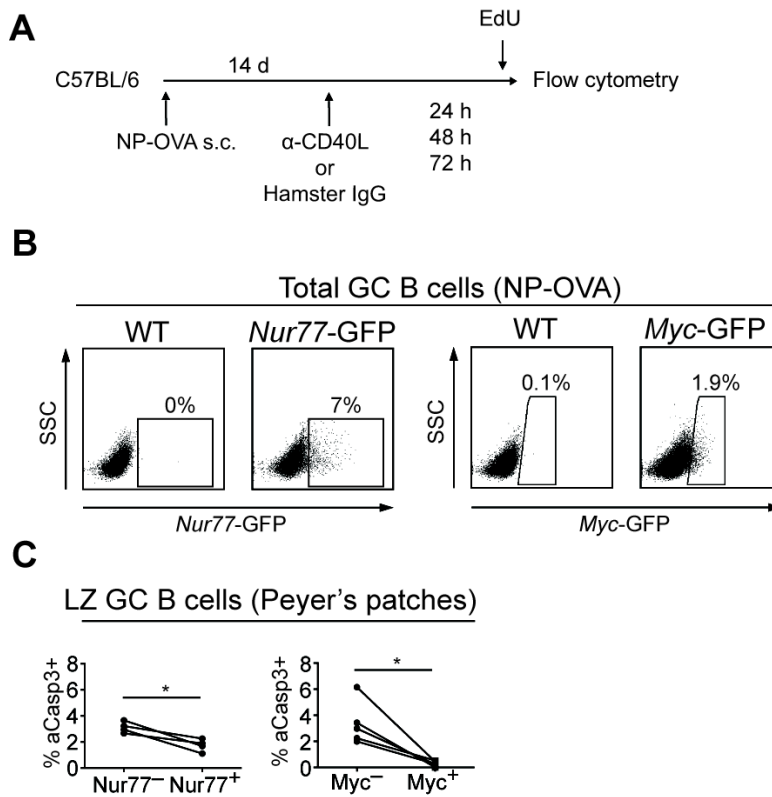 A
EdU
C57BL/6
14 d
Flow cytometry
NP-OVA s.c.
α-CD40L
or
Hamster IgG
24 h
48 h
72 h
B
Total GC B cells (NP-OVA)
WT
Nur77-GFP
WT
Myc-GFP
SSC
0%
7%
SSC
0.1%
1.9%
Nur77-GFP
Myc-GFP
C
LZ GC B cells (Peyer’s patches)
% aCasp3+
8
6
4
2
0
*
Nur77⁻ Nur77⁺
% aCasp3+
8
6
4
2
0
*
Myc⁻ Myc⁺